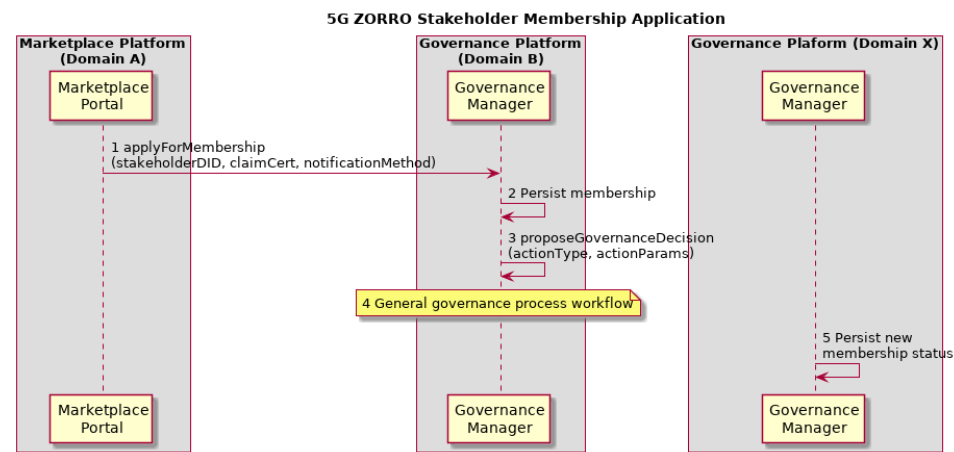 5G ZORRO Stakeholder Membership Application
Marketplace Platform
(Domain A)
Governance Platform
(Domain B)
Governance Plaform (Domain X)
Marketplace
Portal
Governance
Manager
Governance
Manager
1 applyForMembership
(stakeholderDID, claimCert, notificationMethod)
2 Persist membership
3 proposeGovernanceDecision
(actionType, actionParams)
4 General governance process workflow
5 Persist new
membership status
Marketplace
Portal
Governance
Manager
Governance
Manager